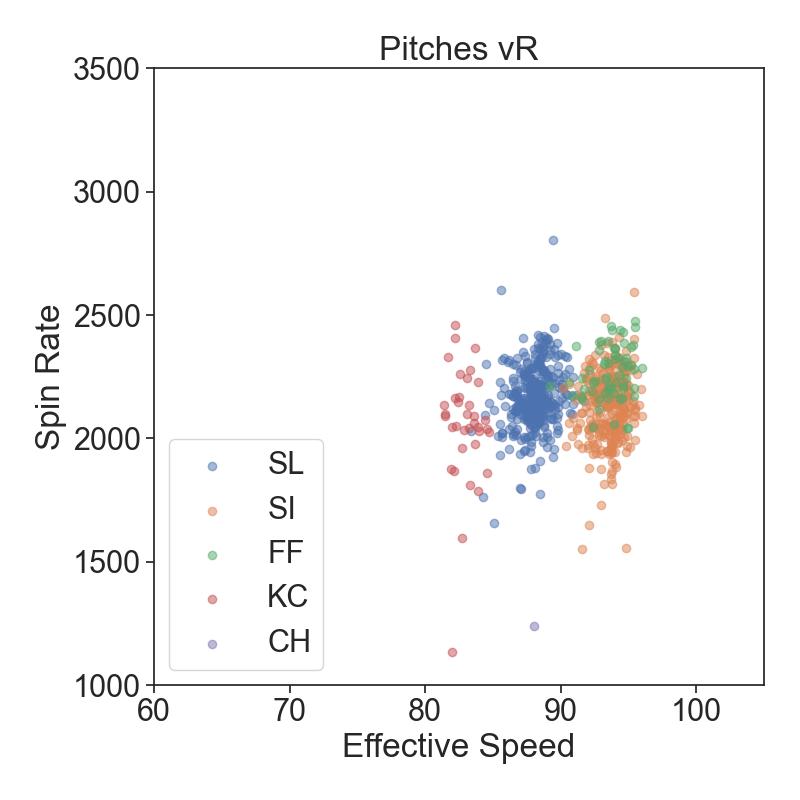 Pitches vR
3500
3000
2500
2000
1500
1000
Spin Rate
SL
SI
FF
KC
CH
60 70 80 90 100
Effective Speed